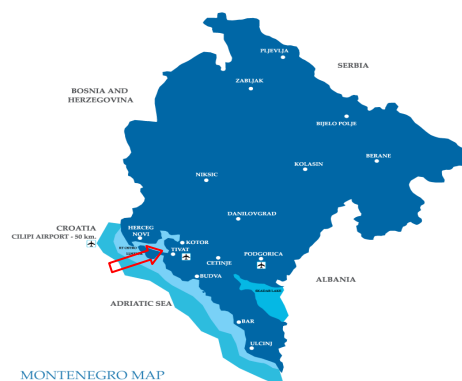 PLJEVLJA
SERBIA
ZABLJAK
BOSNIA AND
HERZEGOVINA
BIJELO POLJE
BERANE
KOLASIN
NIKSIC
DANILOVGRAD
CROATIA
CILIPI AIRPORT - 50 km.
HERCEG
NOVI
KOTOR
TIVAT
CETINJE
PODGORICA
BUDVA
ALBANIA
ADRIATIC SEA
BAR
ULCINJ
MONTENEGRO MAP